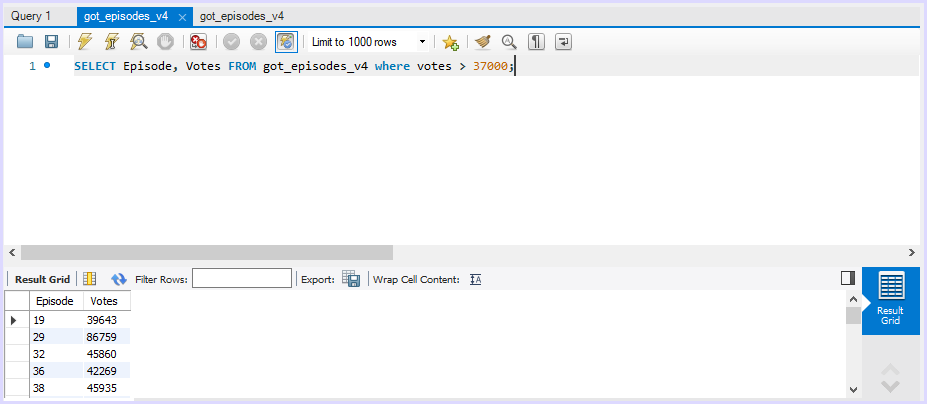 Query 1 got_episodes_v4 got_episodes_v4
Limit to 1000 rows
1 SELECT Episode, Votes FROM got_episodes_v4 where votes > 37000;
Result Grid Filter Rows: Export: Wrap Cell Content:
Episode Votes
19 39643
29 86759
32 45860
36 42269
38 45935
Result
Grid